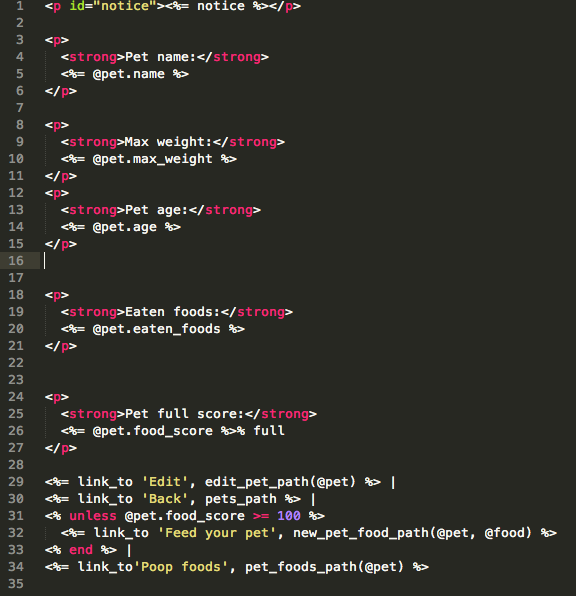 1 <p id="notice"><%= notice %></p>
2
3 <p>
4   <strong>Pet name:</strong>
5   <%= @pet.name %>
6 </p>
7
8 <p>
9   <strong>Max weight:</strong>
10   <%= @pet.max_weight %>
11 </p>
12 <p>
13   <strong>Pet age:</strong>
14   <%= @pet.age %>
15 </p>
16
17
18 <p>
19   <strong>Eaten foods:</strong>
20   <%= @pet.eaten_foods %>
21 </p>
22
23
24 <p>
25   <strong>Pet full score:</strong>
26   <%= @pet.food_score %>% full
27 </p>
28
29 <%= link_to 'Edit', edit_pet_path(@pet) %> |
30 <%= link_to 'Back', pets_path %> |
31 <% unless @pet.food_score >= 100 %>
32   <%= link_to 'Feed your pet', new_pet_food_path(@pet, @food) %>
33 <% end %> |
34 <%= link_to'Poop foods', pet_foods_path(@pet) %>
35